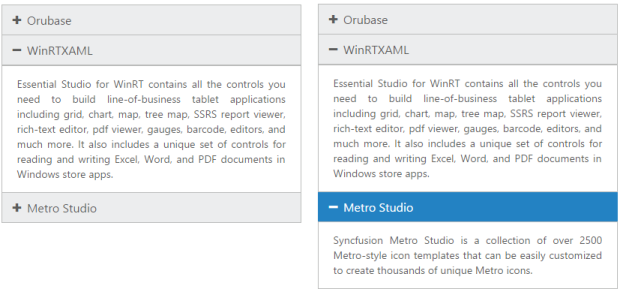 Orubase
WinRTXAML
Essential Studio for WinRT contains all the controls you
need to build line-of-business tablet applications
including grid, chart, map, tree map, SSRS report viewer,
rich-text editor, pdf viewer, gauges, barcode, editors, and
much more. It also includes a unique set of controls for
reading and writing Excel, Word, and PDF documents in
Windows store apps.
Metro Studio
Orubase
WinRTXAML
Essential Studio for WinRT contains all the controls you
need to build line-of-business tablet applications
including grid, chart, map, tree map, SSRS report viewer,
rich-text editor, pdf viewer, gauges, barcode, editors, and
much more. It also includes a unique set of controls for
reading and writing Excel, Word, and PDF documents in
Windows store apps.
Metro Studio
Syncfusion Metro Studio is a collection of over 2500
Metro-style icon templates that can be easily customized
to create thousands of unique Metro icons.